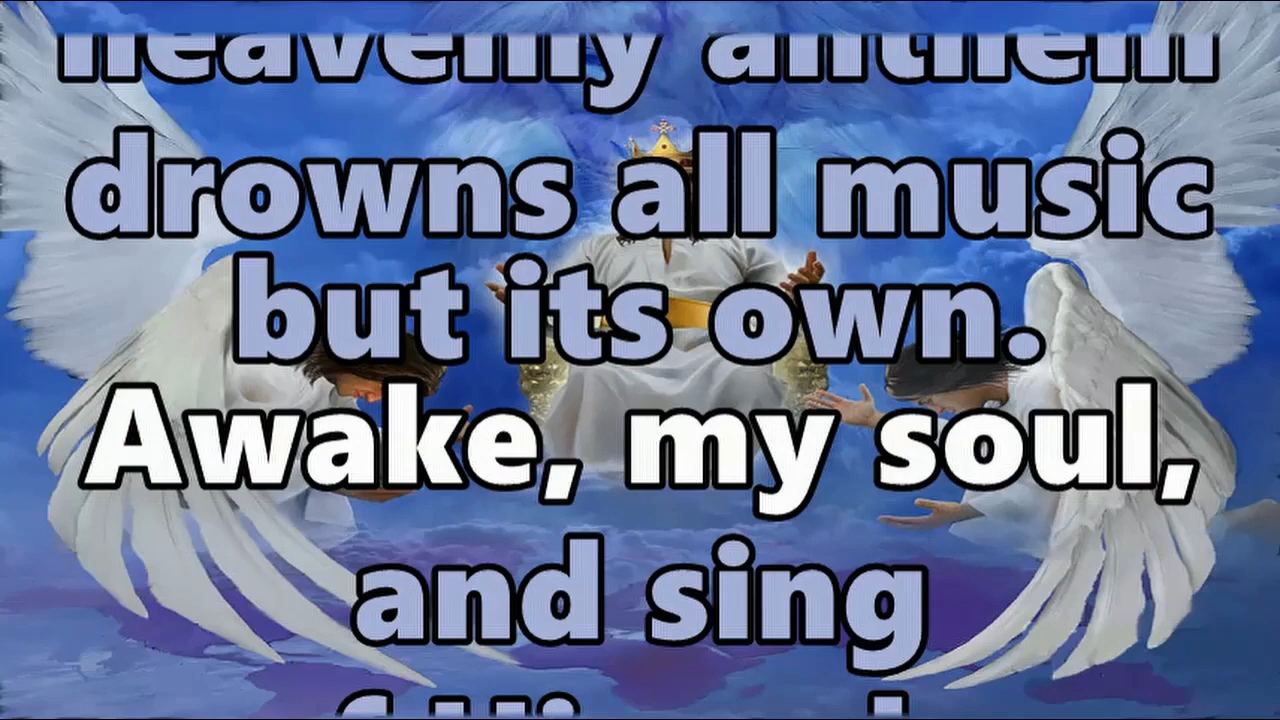 heavenly anthem
drowns all music
but its own.
Awake, my soul,
and sing